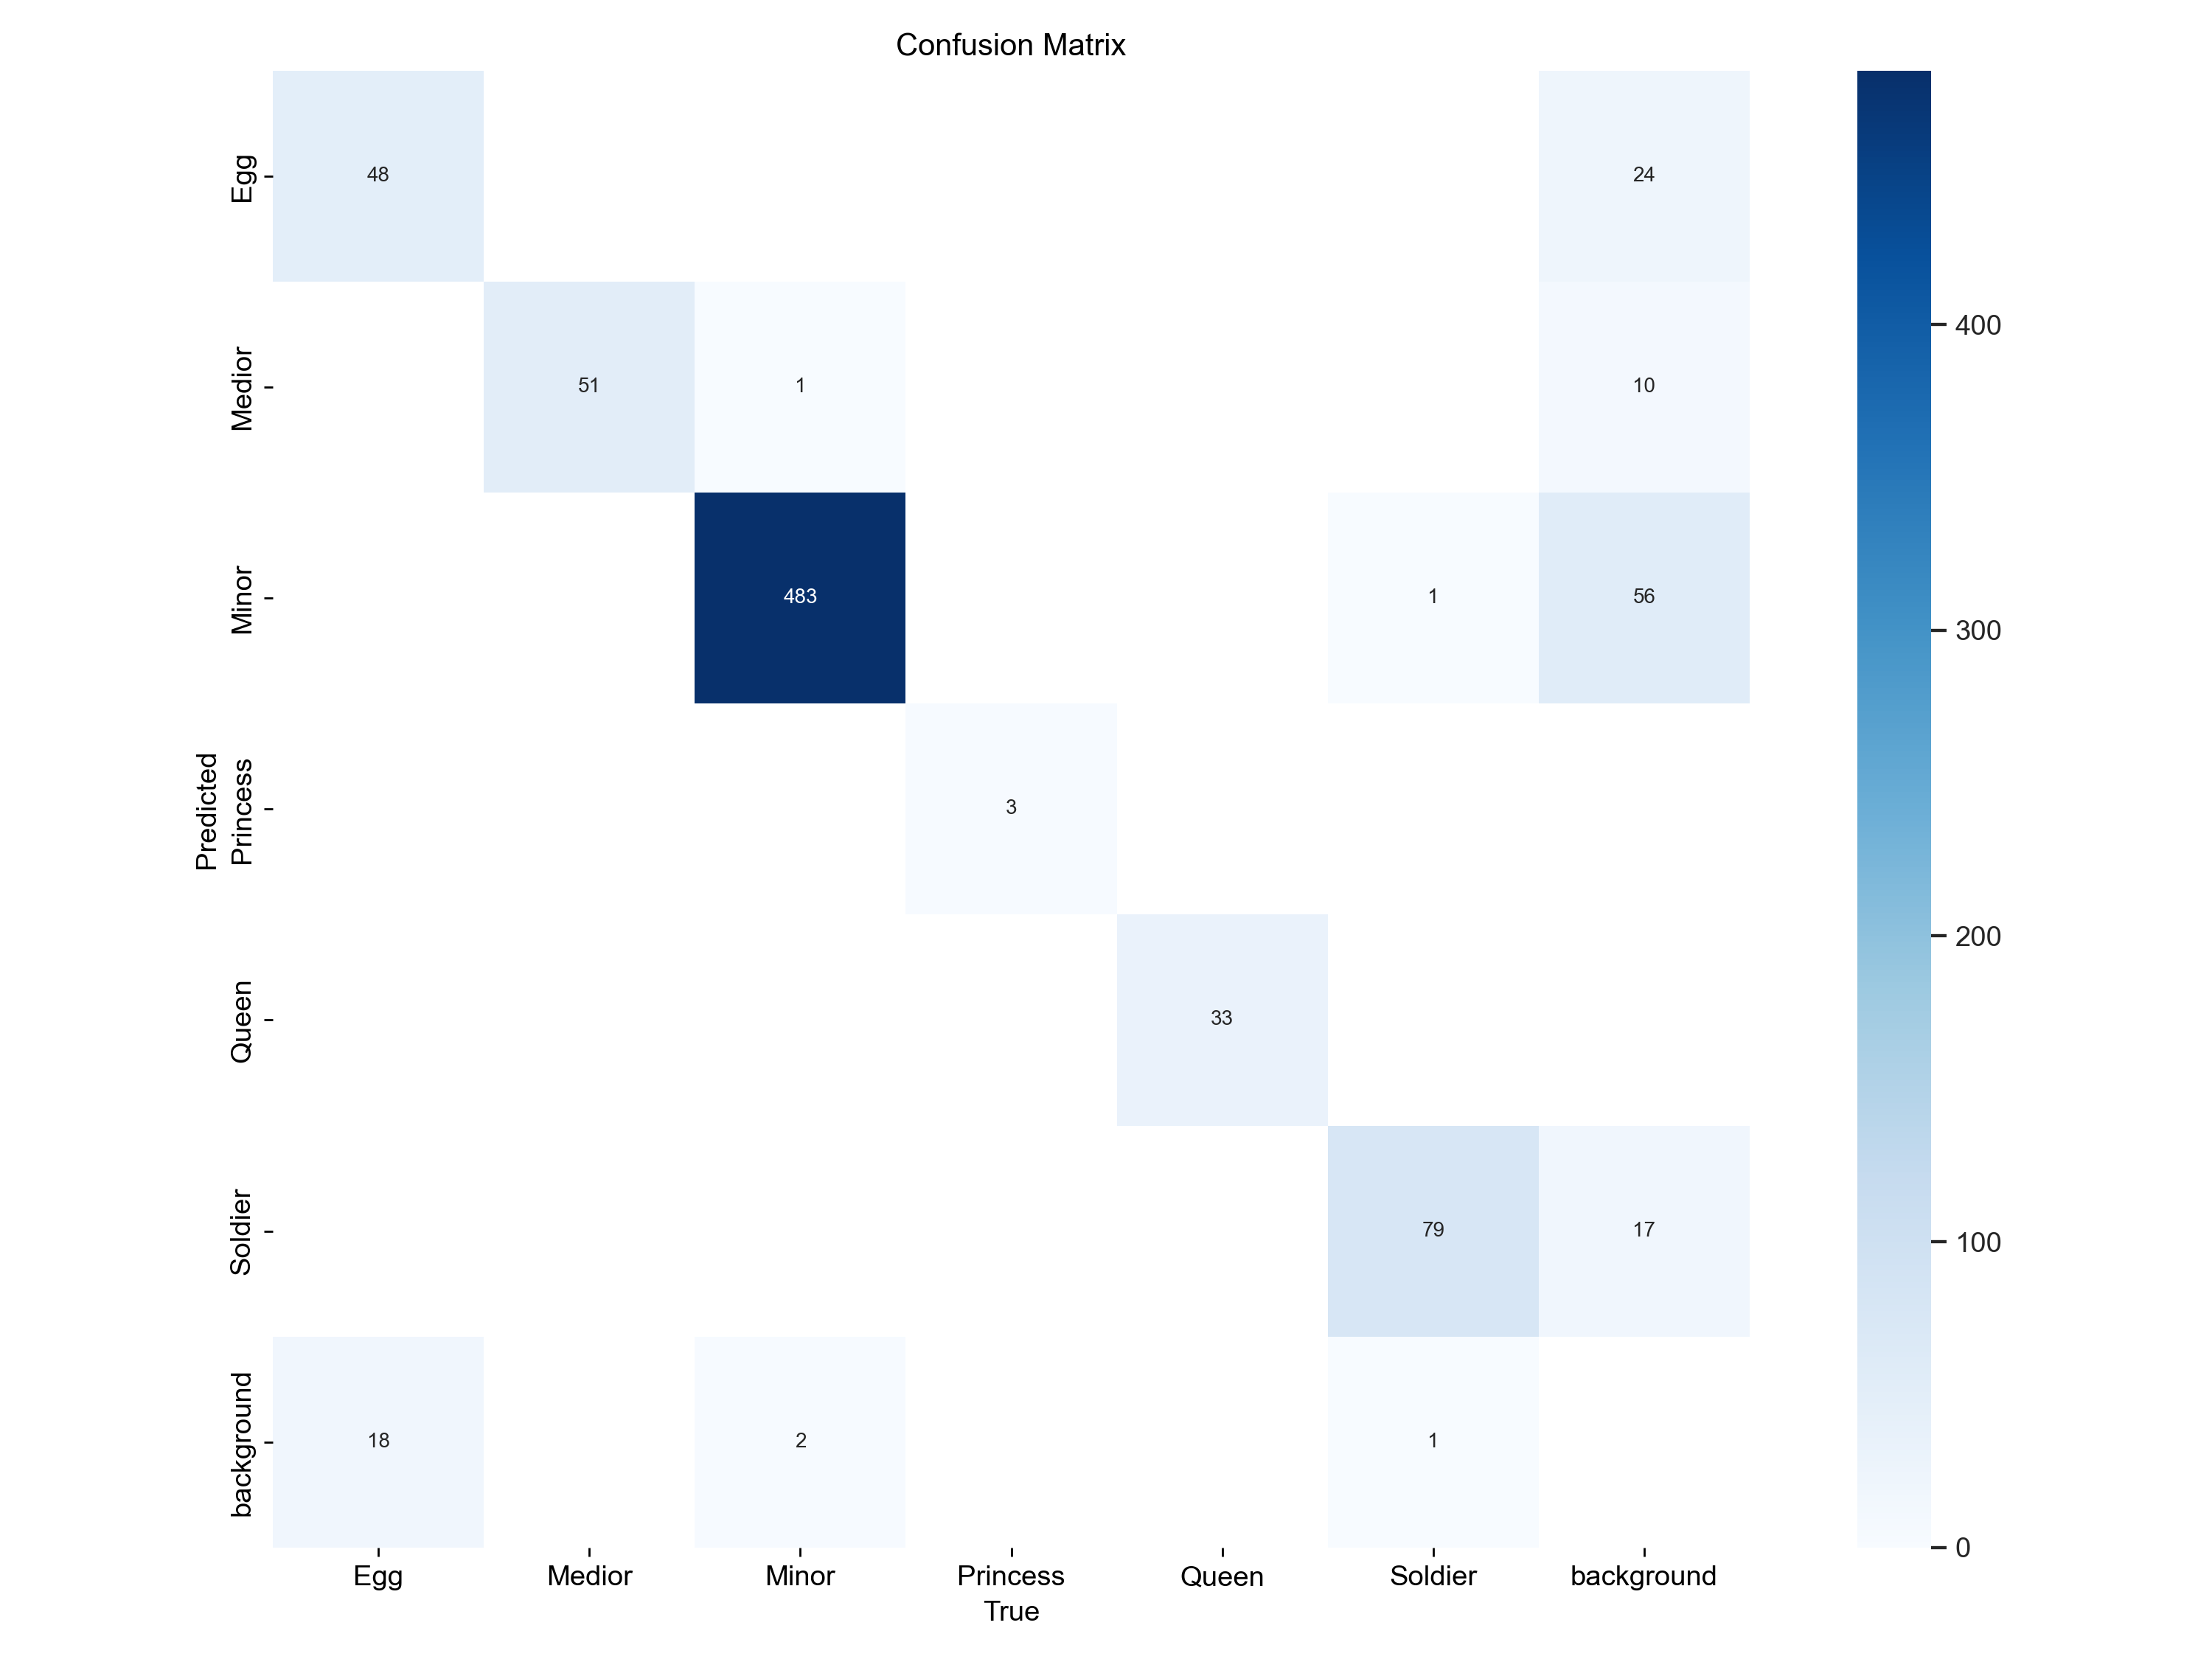 Confusion Matrix
Egg
48
24
Medior
51
1
10
400
Minor
483
1
56
300
Predicted
Princess
3
200
Queen
33
Soldier
79
17
100
background
18
2
1
0
Egg
Medior
Minor
Princess
Queen
Soldier
background
True